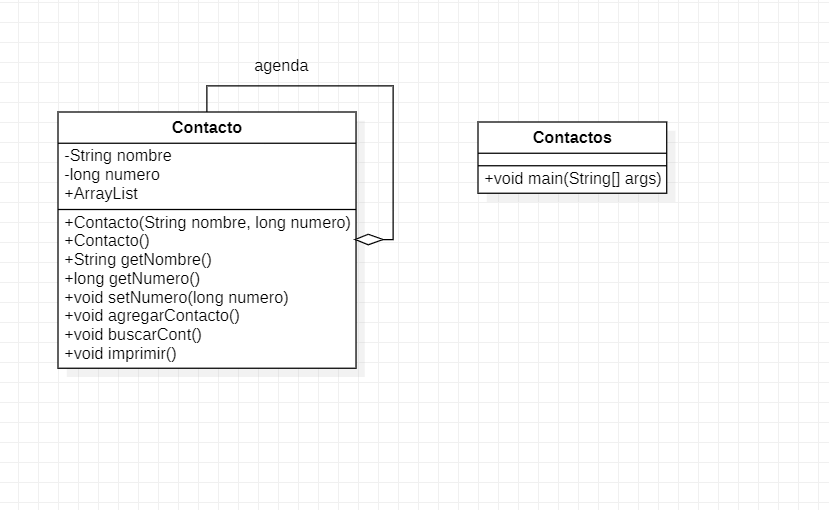 agenda
Contacto
-String nombre
-long numero
+ArrayList
+Contacto(String nombre, long numero)
+Contacto()
+String getNombre()
+long getNumero()
+void setNumero(long numero)
+void agregarContacto()
+void buscarCont()
+void imprimir()
Contactos
+void main(String[] args)